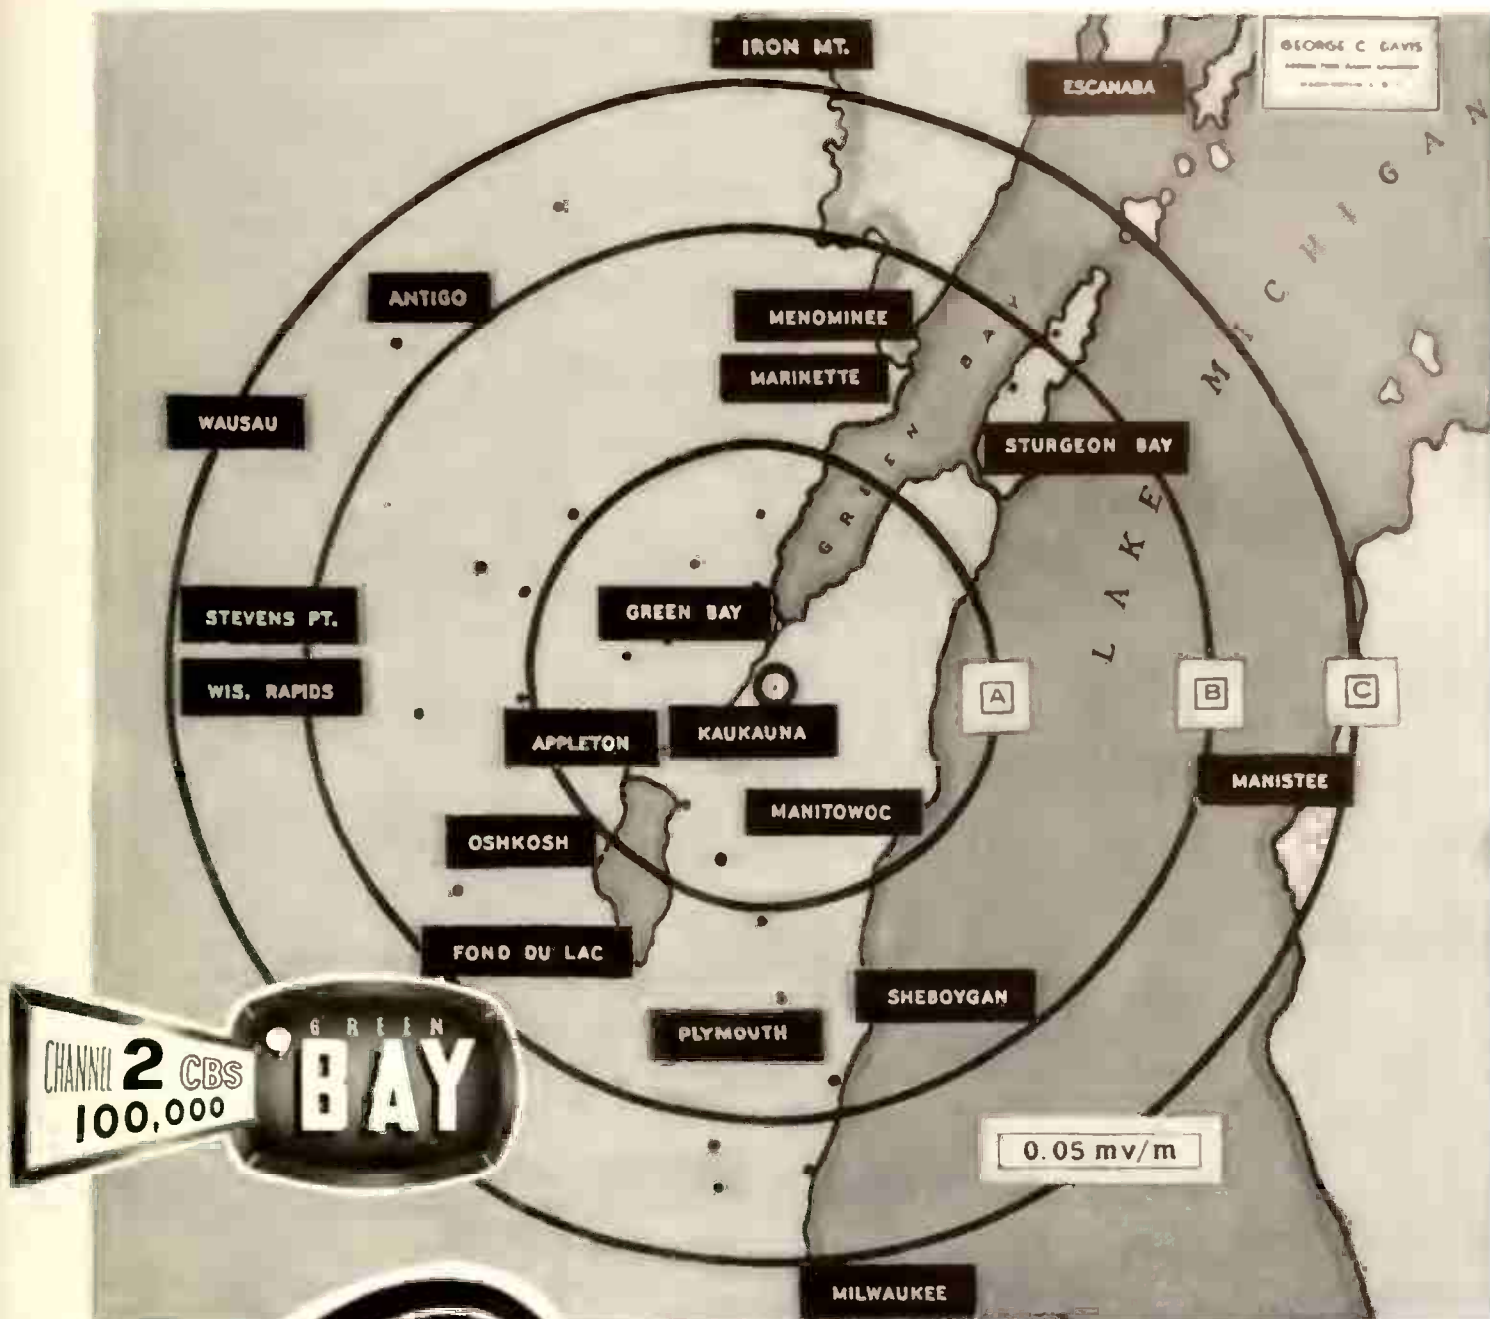 IRON MT.
ESCANABA
GEORGE C DAVIS
ANTIGO
MENOMINEE
MARINETTE
WAUSAU
STURGEON BAY
GREEN BAY
LAKE MICHIGAN
STEVENS PT.
GREEN BAY
WIS. RAPIDS
A
B
C
APPLETON
KAUKAUNA
MANISTEE
MANITOWOC
OSHKOSH
FOND DU LAC
SHEBOYGAN
PLYMOUTH
GREEN
BAY
CHANNEL 2 CBS
100,000
0.05 mv/m
MILWAUKEE